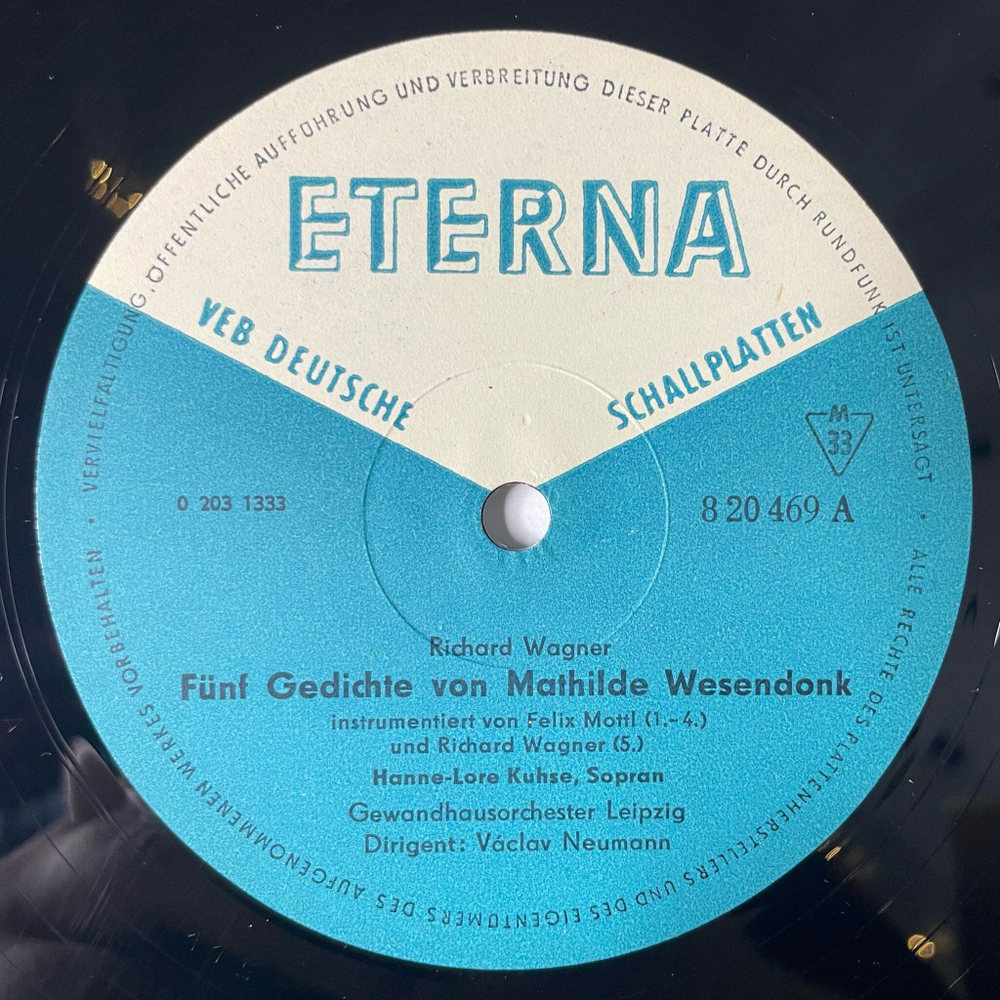 VERVIELFÄLTIGUNG, ÖFFENTLICHE AUFFÜHRUNG UND VERBREITUNG DIESER PLATTE DURCH RUNDFUNK IST UNTERSAGT · ALLE RECHTE DES PLATTENHERSTELLERS UND DES EIGENTÜMERS DES AUFGENOMMENEN WERKES VORBEHALTEN ·
ETERNA
VEB DEUTSCHE SCHALLPLATTEN
M
33
0 203 1333
8 20 469 A
Richard Wagner
Fünf Gedichte von Mathilde Wesendonk
instrumentiert von Felix Mottl (1.-4.)
und Richard Wagner (5.)
Hanne-Lore Kuhse, Sopran
Gewandhausorchester Leipzig
Dirigent: Václav Neumann